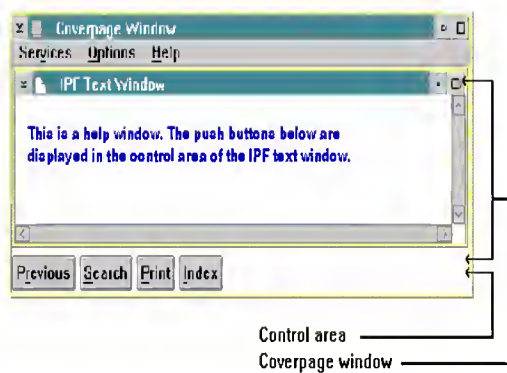 Coverpage Window
Services Options Help
IPF Text Window
This is a help window. The push buttons below are
displayed in the control area of the IPF text window.
Previous Search Print Index
Control area
Coverpage window